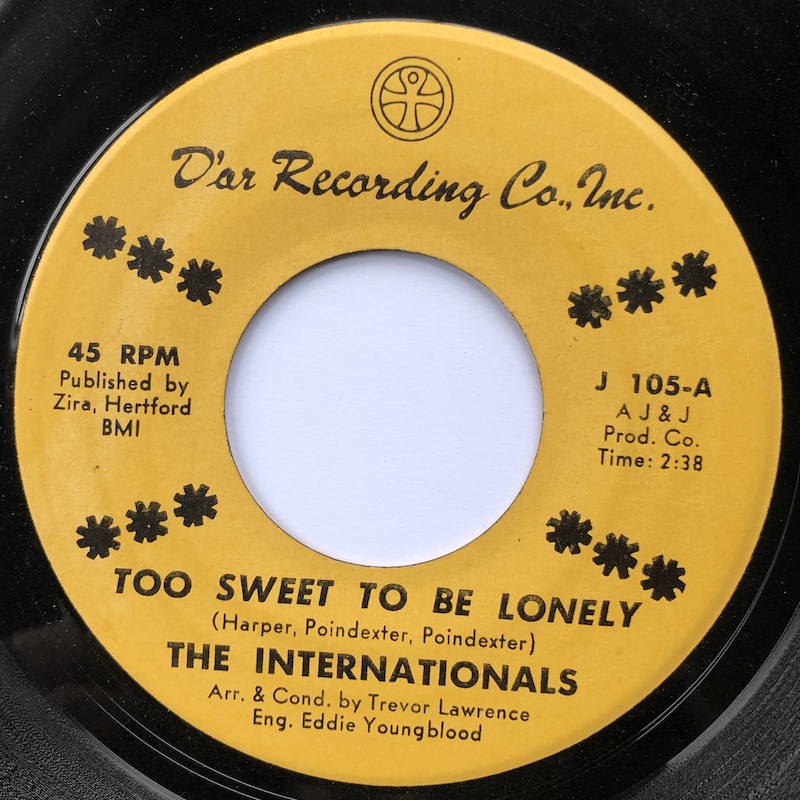 D'or Recording Co., Inc.
45 RPM
Published by
Zira, Hertford
BMI
J 105-A
A J & J
Prod. Co.
Time: 2:38
TOO SWEET TO BE LONELY
(Harper, Poindexter, Poindexter)
THE INTERNATIONALS
Arr. & Cond. by Trevor Lawrence
Eng. Eddie Youngblood